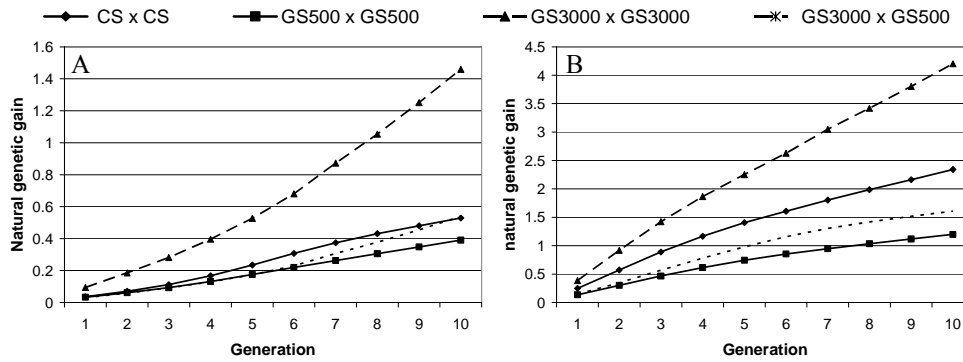 CS x CS GS500 x GS500 GS3000 x GS3000 GS3000 x GS500
A
Natural genetic gain
1.6
1.4
1.2
1
0.8
0.6
0.4
0.2
0
1 2 3 4 5 6 7 8 9 10
Generation
B
natural genetic gain
4.5
4
3.5
3
2.5
2
1.5
1
0.5
0
1 2 3 4 5 6 7 8 9 10
Generation